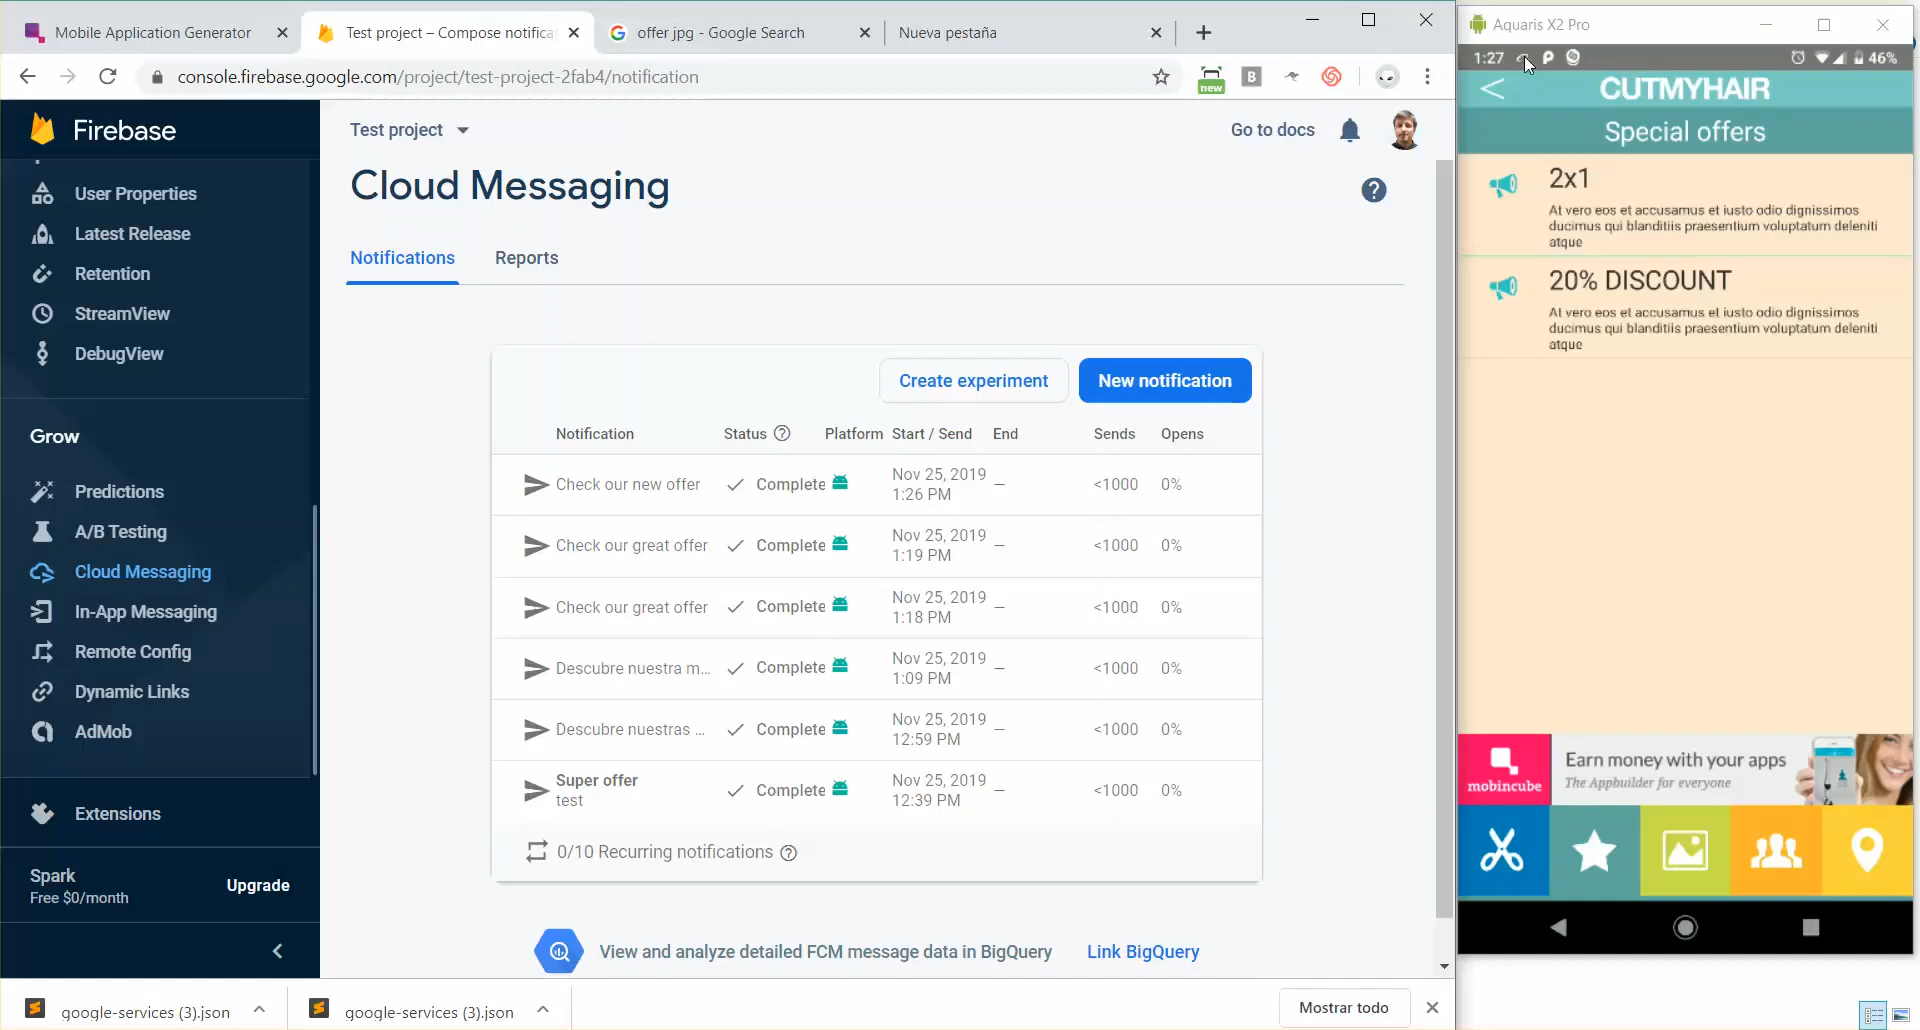 Mobile Application Generator
Test project – Compose notifica
offer jpg - Google Search
Nueva pestaña
console.firebase.google.com/project/test-project-2fab4/notification
new
B
Firebase
User Properties
Latest Release
Retention
StreamView
DebugView
Grow
Predictions
A/B Testing
Cloud Messaging
In-App Messaging
Remote Config
Dynamic Links
AdMob
Extensions
Spark
Free $0/month
Upgrade
Test project
Go to docs
Cloud Messaging
Notifications
Reports
Create experiment
New notification
Notification Status Platform Start / Send End Sends Opens
Check our new offer Complete Nov 25, 2019 1:26 PM — <1000 0%
Check our great offer Complete Nov 25, 2019 1:19 PM — <1000 0%
Check our great offer Complete Nov 25, 2019 1:18 PM — <1000 0%
Descubre nuestra m... Complete Nov 25, 2019 1:09 PM — <1000 0%
Descubre nuestras ... Complete Nov 25, 2019 12:59 PM — <1000 0%
Super offer test Complete Nov 25, 2019 12:39 PM — <1000 0%
0/10 Recurring notifications
View and analyze detailed FCM message data in BigQuery
Link BigQuery
google-services (3).json
google-services (3).json
Mostrar todo
Aquaris X2 Pro
1:27
46%
< CUTMYHAIR
Special offers
2x1
At vero eos et accusamus et iusto odio dignissimos
ducimus qui blanditiis praesentium voluptatum deleniti
atque
20% DISCOUNT
At vero eos et accusamus et iusto odio dignissimos
ducimus qui blanditiis praesentium voluptatum deleniti
atque
mobincube
Earn money with your apps
The Appbuilder for everyone